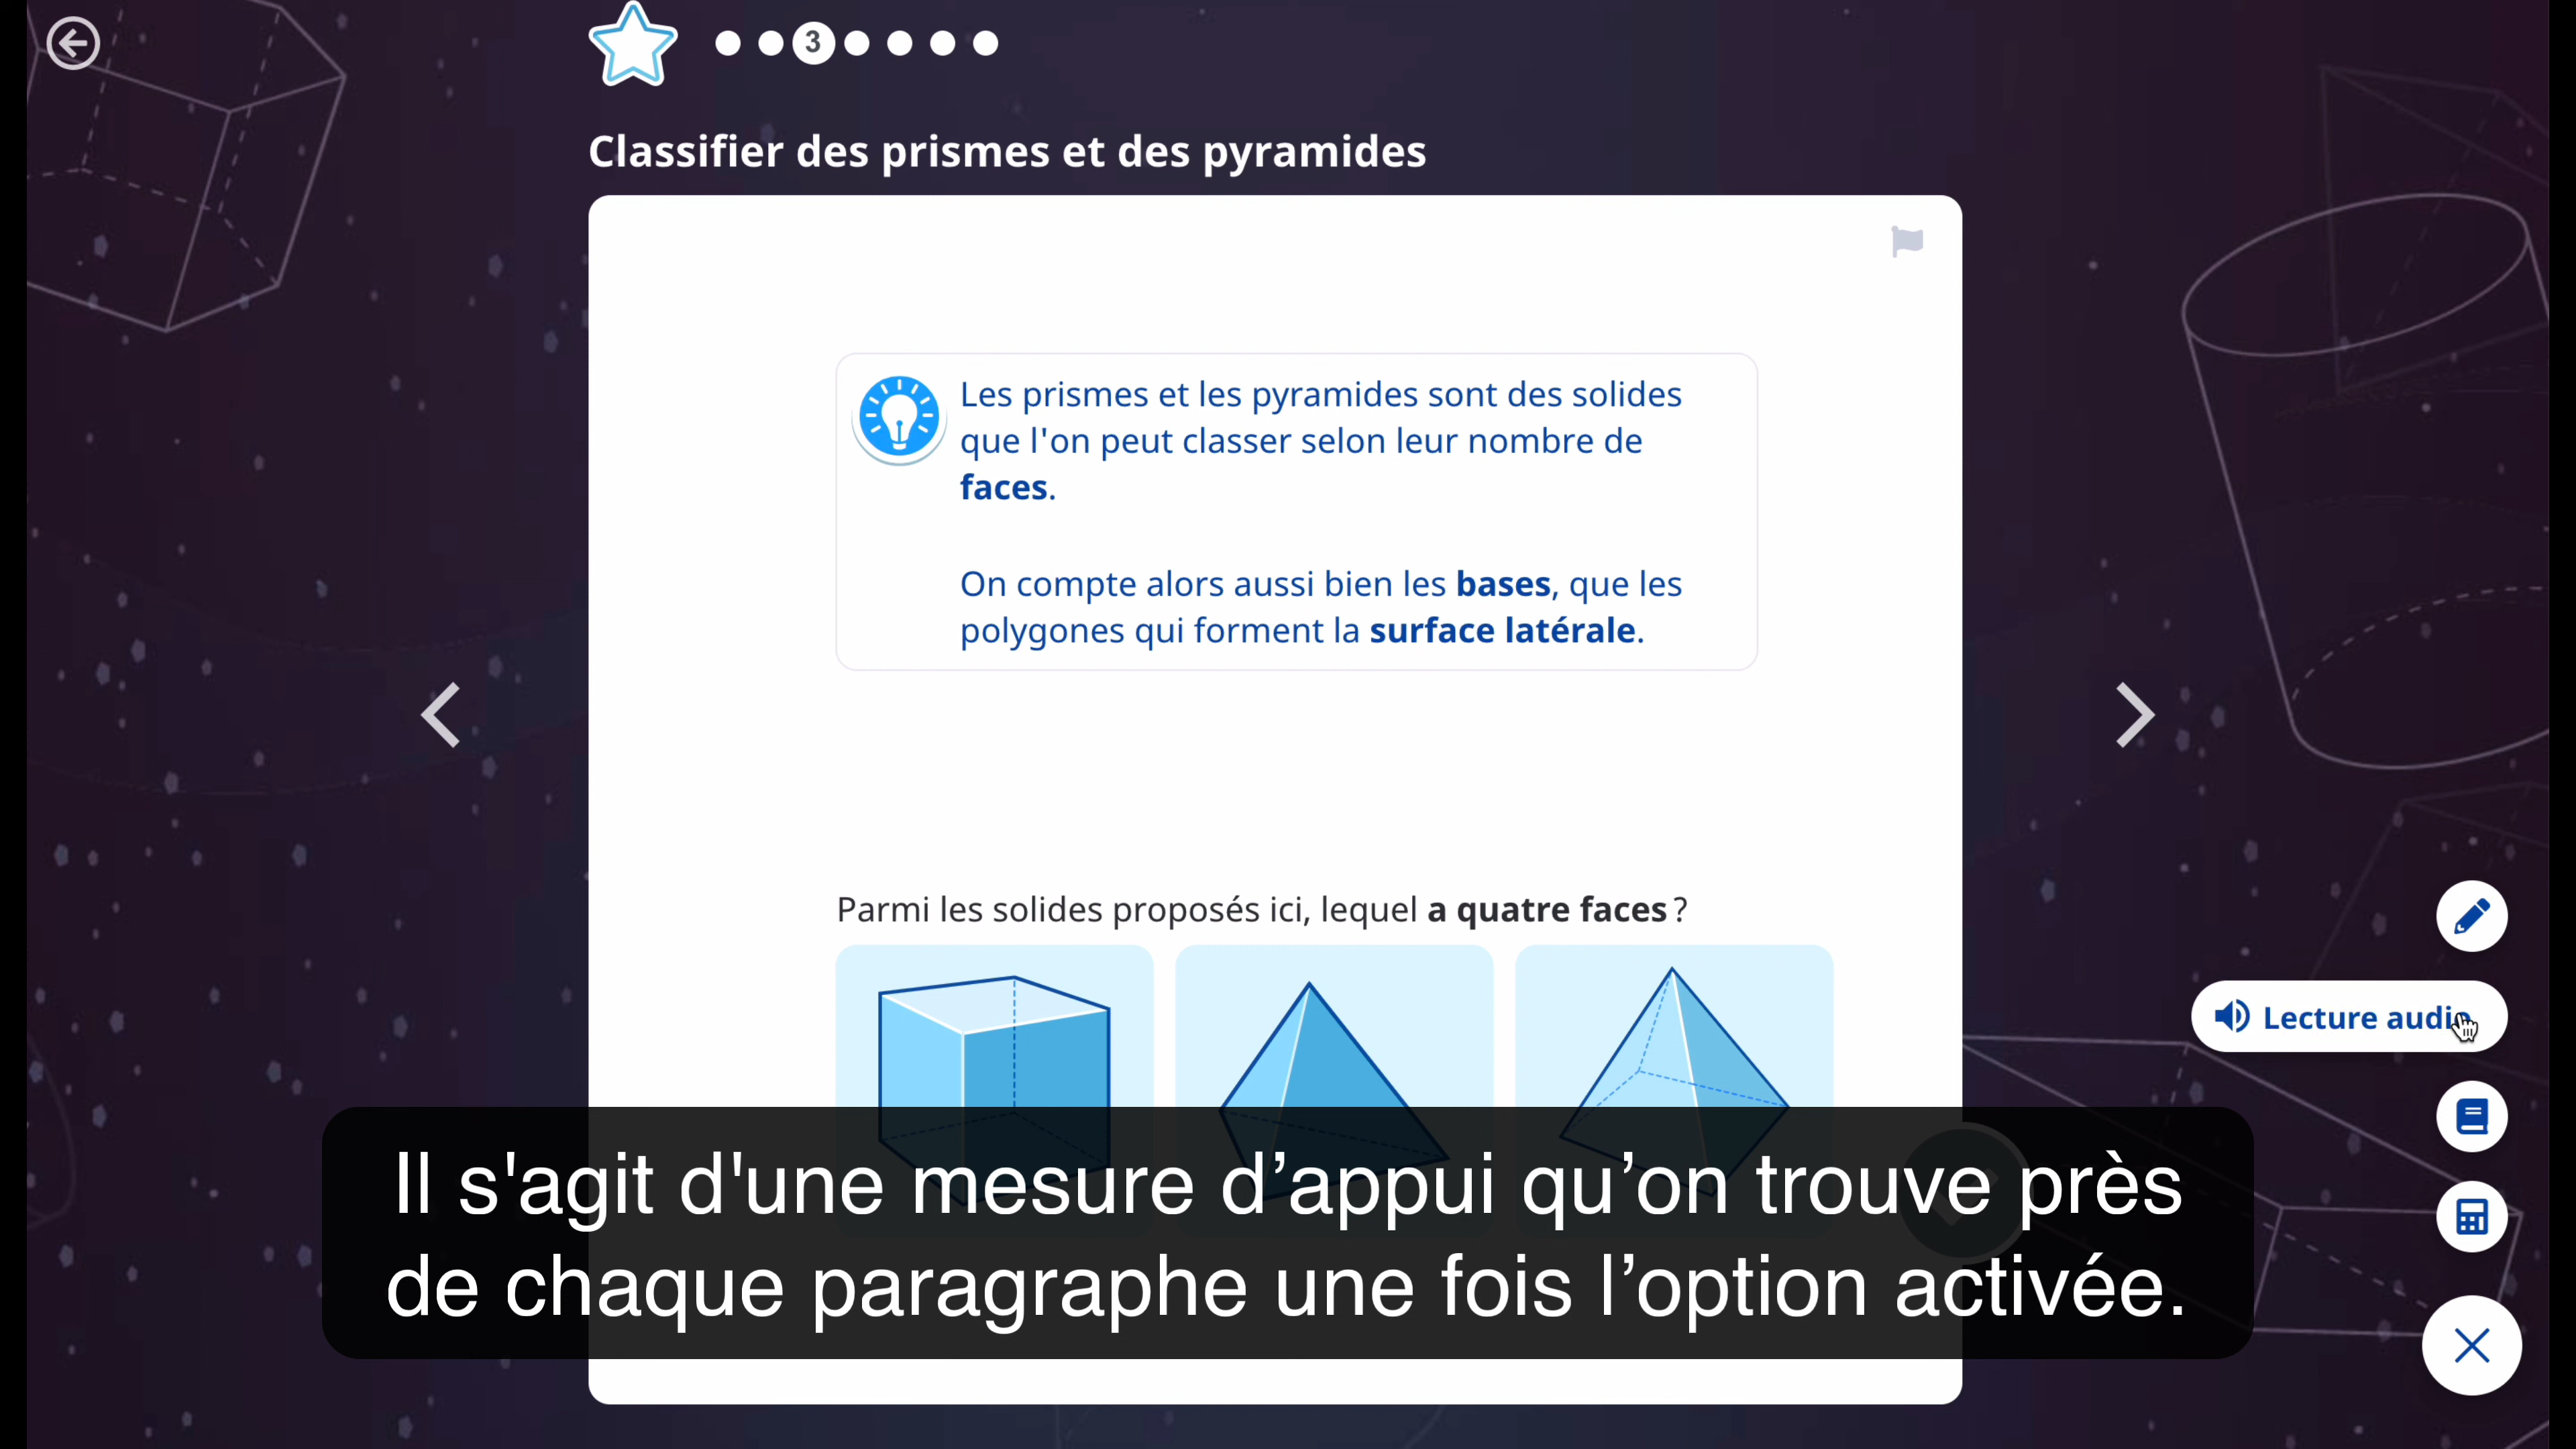 3
Classifier des prismes et des pyramides
Les prismes et les pyramides sont des solides
que l'on peut classer selon leur nombre de
faces.
On compte alors aussi bien les bases, que les
polygones qui forment la surface latérale.
Parmi les solides proposés ici, lequel a quatre faces ?
Lecture audio
Il s'agit d'une mesure d’appui qu’on trouve près
de chaque paragraphe une fois l’option activée.